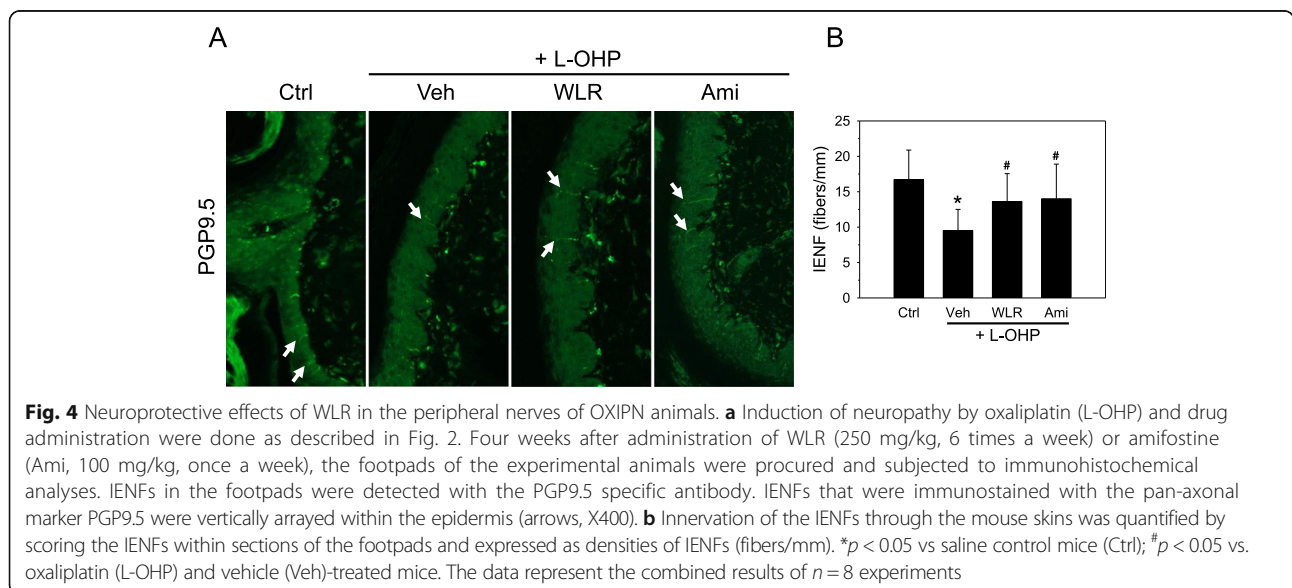 A
+ L-OHP
Ctrl Veh WLR Ami
PGP9.5
B
25
20
15
10
5
0
IENF (fibers/mm)
*
#
#
Ctrl Veh WLR Ami
+ L-OHP
Fig. 4 Neuroprotective effects of WLR in the peripheral nerves of OXIPN animals. a Induction of neuropathy by oxaliplatin (L-OHP) and drug
administration were done as described in Fig. 2. Four weeks after administration of WLR (250 mg/kg, 6 times a week) or amifostine
(Ami, 100 mg/kg, once a week), the footpads of the experimental animals were procured and subjected to immunohistochemical
analyses. IENFs in the footpads were detected with the PGP9.5 specific antibody. IENFs that were immunostained with the pan-axonal
marker PGP9.5 were vertically arrayed within the epidermis (arrows, X400). b Innervation of the IENFs through the mouse skins was quantified by
scoring the IENFs within sections of the footpads and expressed as densities of IENFs (fibers/mm). *p < 0.05 vs saline control mice (Ctrl); #p < 0.05 vs.
oxaliplatin (L-OHP) and vehicle (Veh)-treated mice. The data represent the combined results of n = 8 experiments